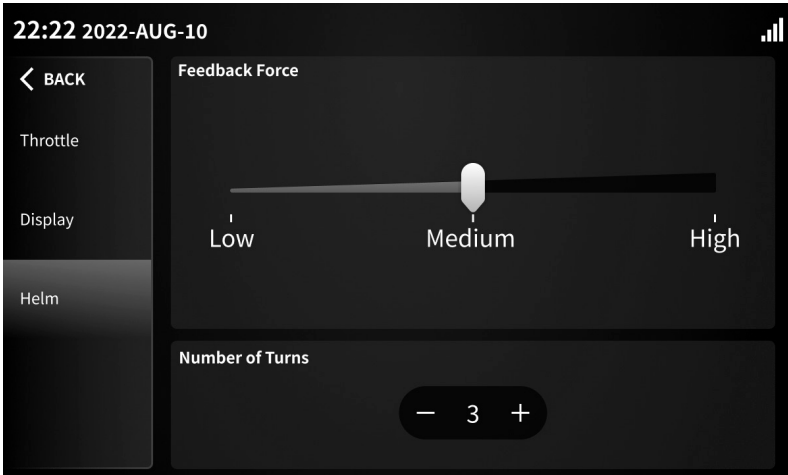 22:22 2022-AUG-10
BACK
Throttle
Display
Helm
Feedback Force
Low Medium High
Number of Turns
− 3 +